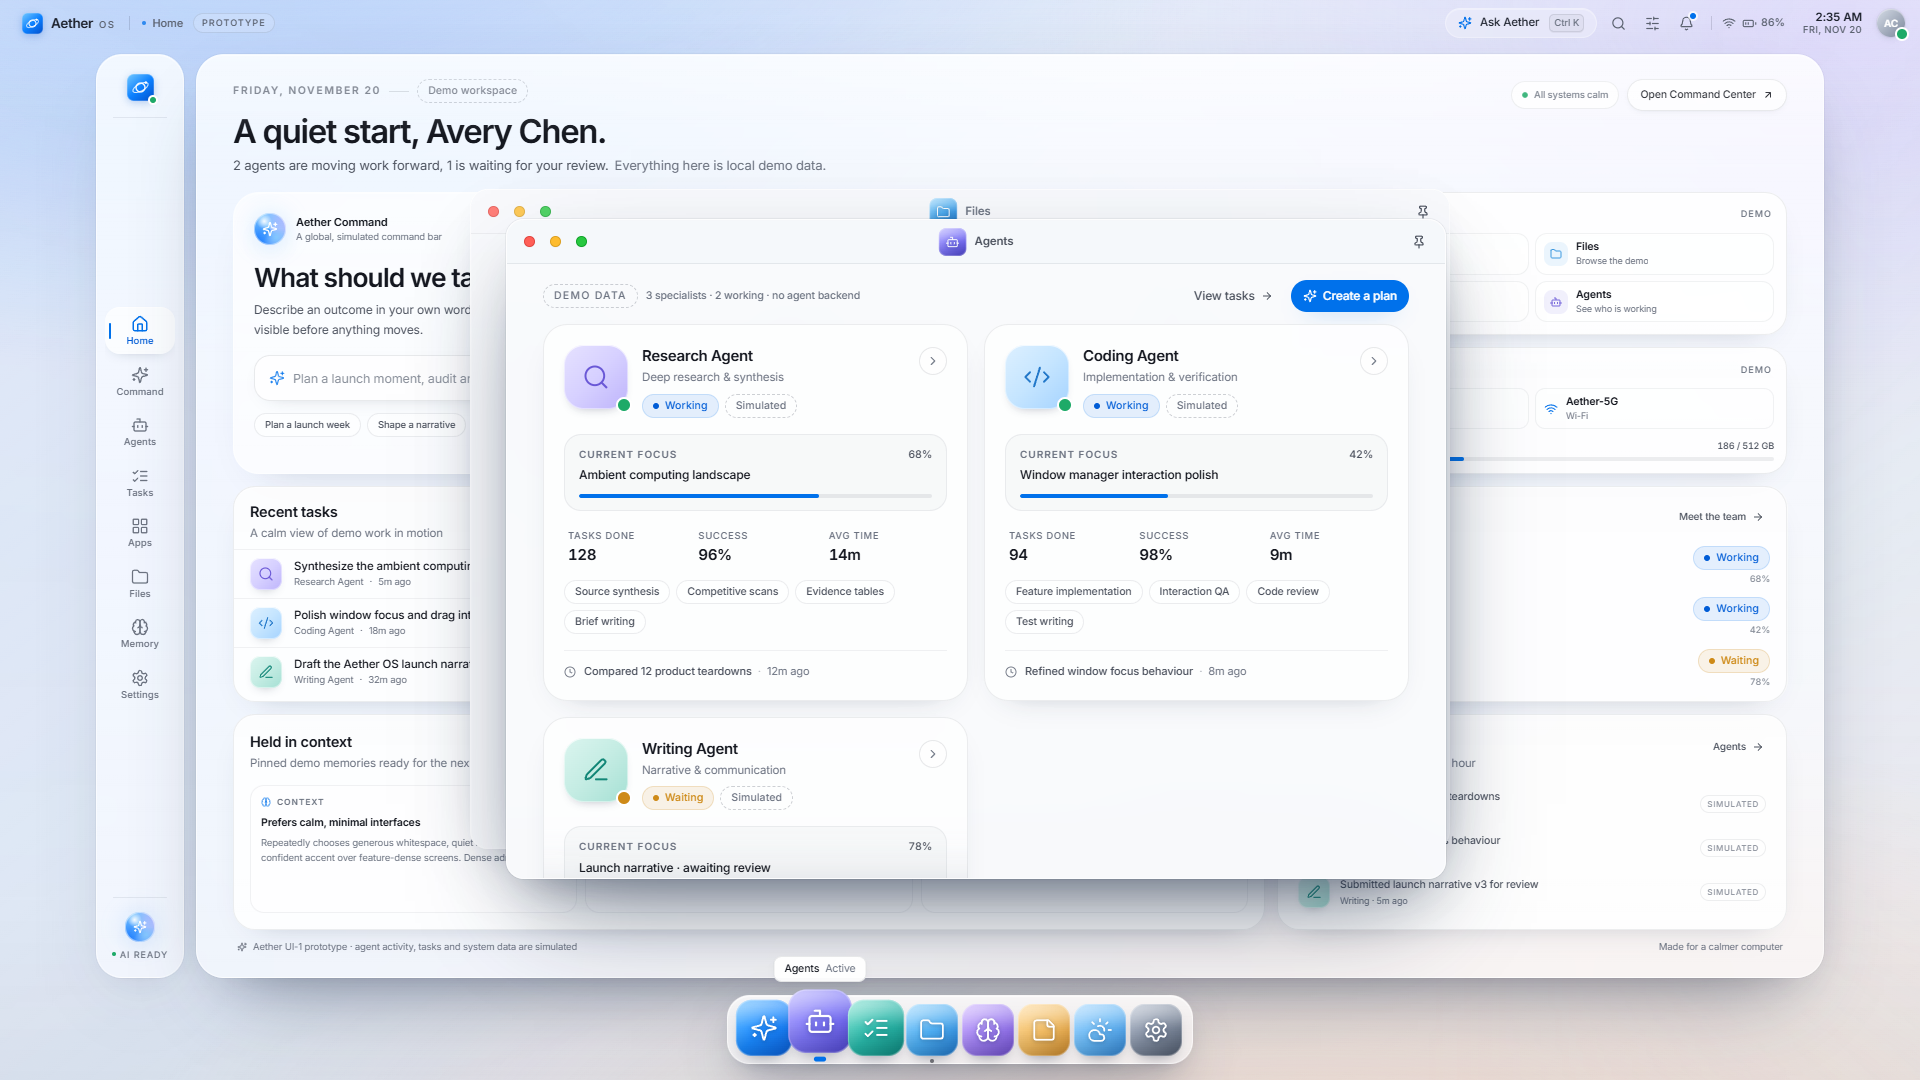 Aether OS
Home
PROTOTYPE
Ask Aether
Ctrl K
86%
2:35 AM
FRI, NOV 20
AC
FRIDAY, NOVEMBER 20
Demo workspace
All systems calm
Open Command Center
A quiet start, Avery Chen.
2 agents are moving work forward, 1 is waiting for your review. Everything here is local demo data.
Home
Command
Agents
Tasks
Apps
Files
Memory
Settings
AI READY
Aether Command
A global, simulated command bar
What should we ta
Describe an outcome in your own word
visible before anything moves.
Plan a launch moment, audit an
Plan a launch week
Shape a narrative
Recent tasks
A calm view of demo work in motion
Synthesize the ambient computin
Research Agent · 5m ago
Polish window focus and drag int
Coding Agent · 18m ago
Draft the Aether OS launch narrat
Writing Agent · 32m ago
Held in context
Pinned demo memories ready for the nex
CONTEXT
Prefers calm, minimal interfaces
Repeatedly chooses generous whitespace, quiet
confident accent over feature-dense screens. Dense ad
Files
Agents
DEMO DATA
3 specialists · 2 working · no agent backend
View tasks
Create a plan
Research Agent
Deep research & synthesis
Working
Simulated
CURRENT FOCUS
68%
Ambient computing landscape
TASKS DONE
SUCCESS
AVG TIME
128
96%
14m
Source synthesis
Competitive scans
Evidence tables
Brief writing
Compared 12 product teardowns · 12m ago
Coding Agent
Implementation & verification
Working
Simulated
CURRENT FOCUS
42%
Window manager interaction polish
TASKS DONE
SUCCESS
AVG TIME
94
98%
9m
Feature implementation
Interaction QA
Code review
Test writing
Refined window focus behaviour · 8m ago
Writing Agent
Narrative & communication
Waiting
Simulated
CURRENT FOCUS
78%
Launch narrative · awaiting review
DEMO
Files
Browse the demo
Agents
See who is working
DEMO
Aether-5G
Wi-Fi
186 / 512 GB
Meet the team
Working
68%
Working
42%
Waiting
78%
Agents
hour
teardowns
SIMULATED
behaviour
SIMULATED
Submitted launch narrative v3 for review
Writing · 5m ago
SIMULATED
Aether UI-1 prototype · agent activity, tasks and system data are simulated
Made for a calmer computer
Agents Active